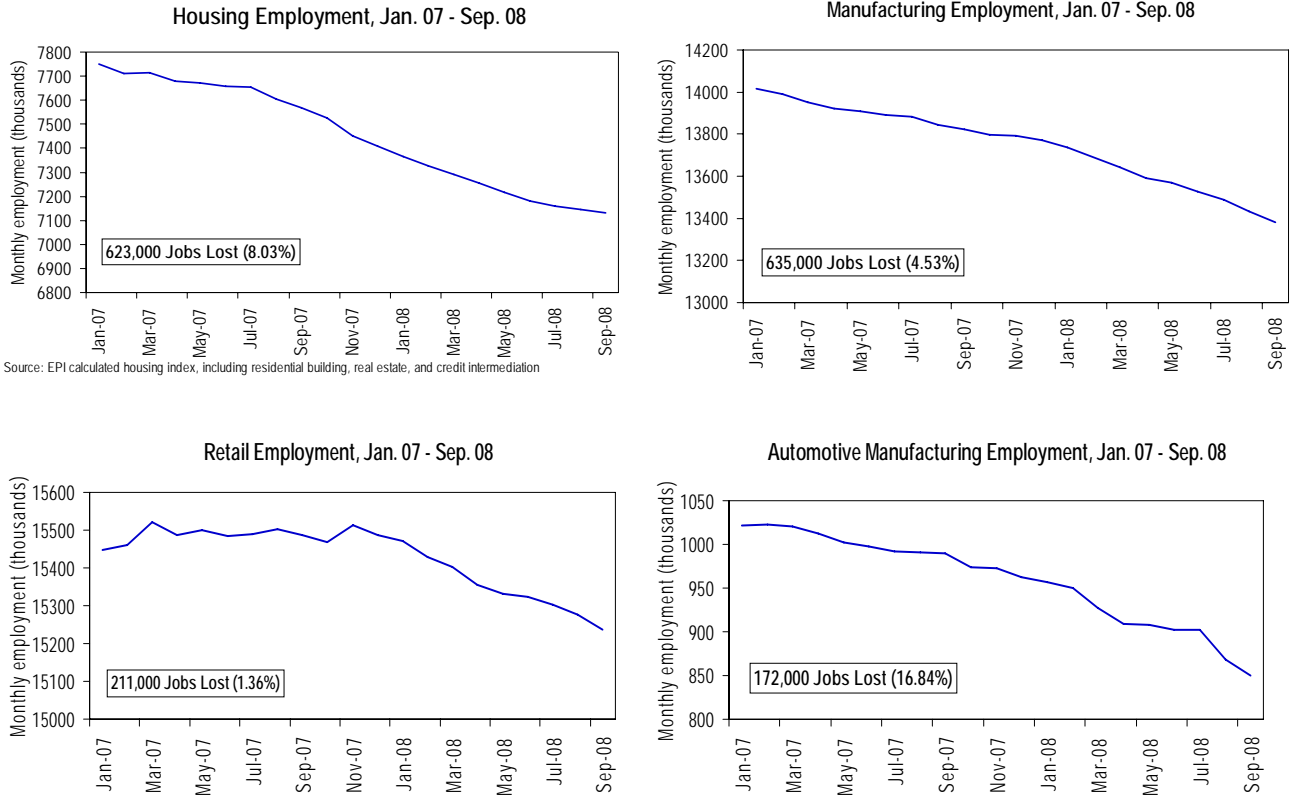 Housing Employment, Jan. 07 - Sep. 08
Monthly employment (thousands)
7800
7700
7600
7500
7400
7300
7200
7100
7000
6900
6800
623,000 Jobs Lost (8.03%)
Jan-07
Mar-07
May-07
Jul-07
Sep-07
Nov-07
Jan-08
Mar-08
May-08
Jul-08
Sep-08
Source: EPI calculated housing index, including residential building, real estate, and credit intermediation
Manufacturing Employment, Jan. 07 - Sep. 08
Monthly employment (thousands)
14200
14000
13800
13600
13400
13200
13000
635,000 Jobs Lost (4.53%)
Jan-07
Mar-07
May-07
Jul-07
Sep-07
Nov-07
Jan-08
Mar-08
May-08
Jul-08
Sep-08
Retail Employment, Jan. 07 - Sep. 08
Monthly employment (thousands)
15600
15500
15400
15300
15200
15100
15000
211,000 Jobs Lost (1.36%)
Jan-07
Mar-07
May-07
Jul-07
Sep-07
Nov-07
Jan-08
Mar-08
May-08
Jul-08
Sep-08
Automotive Manufacturing Employment, Jan. 07 - Sep. 08
Monthly employment (thousands)
1050
1000
950
900
850
800
172,000 Jobs Lost (16.84%)
Jan-07
Mar-07
May-07
Jul-07
Sep-07
Nov-07
Jan-08
Mar-08
May-08
Jul-08
Sep-08